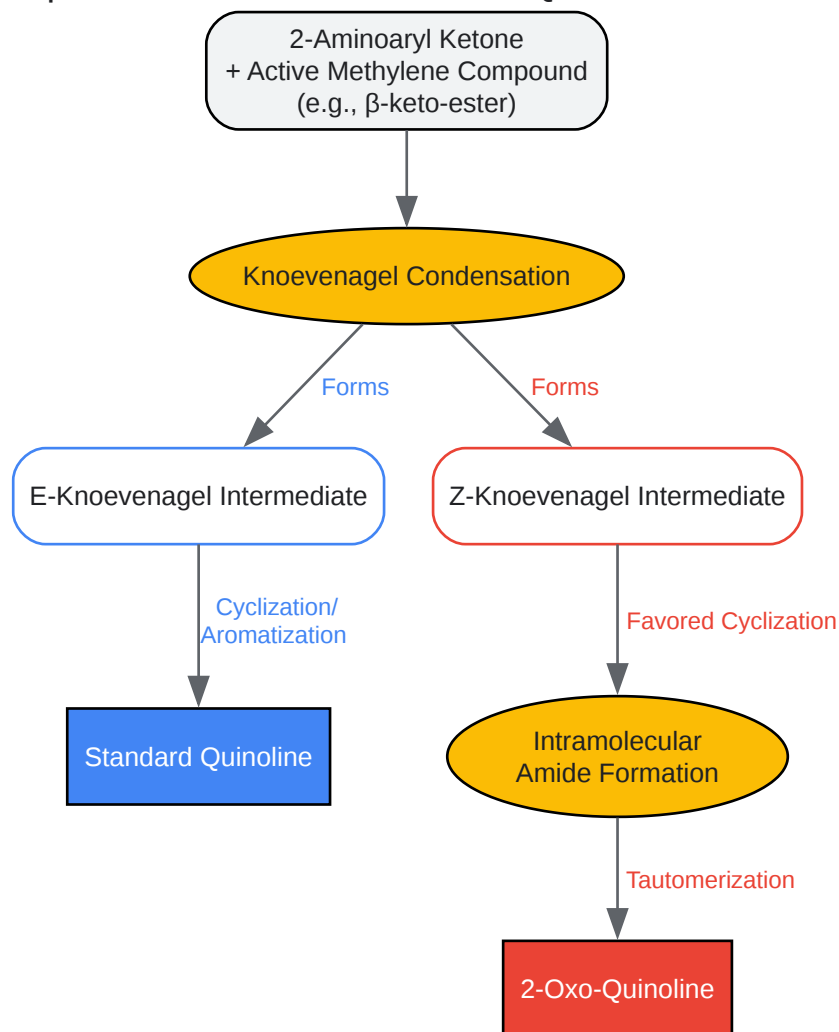 2-Aminoaryl Ketone
+ Active Methylene Compound
(e.g., β-keto-ester)
Knoevenagel Condensation
Forms
Forms
E-Knoevenagel Intermediate
Z-Knoevenagel Intermediate
Cyclization/
Aromatization
Favored Cyclization
Standard Quinoline
Intramolecular
Amide Formation
Tautomerization
2-Oxo-Quinoline